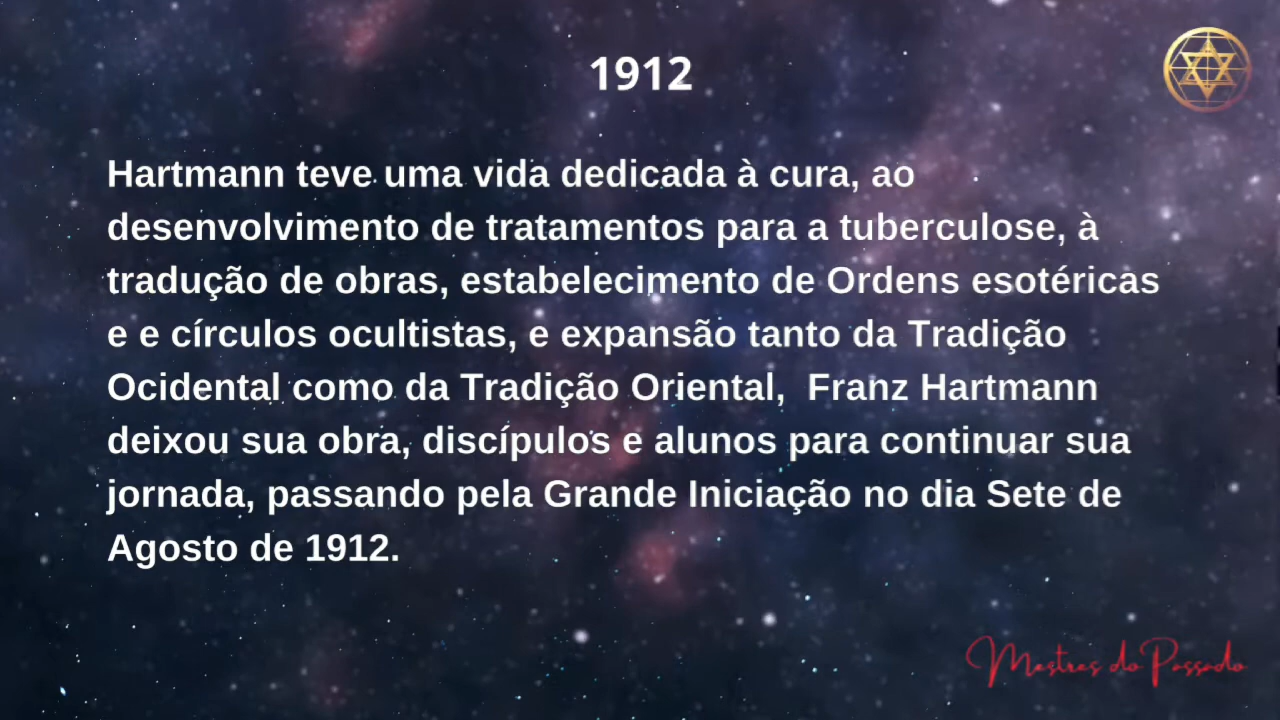 1912
Hartmann teve uma vida dedicada à cura, ao
desenvolvimento de tratamentos para a tuberculose, à
tradução de obras, estabelecimento de Ordens esotéricas
e e círculos ocultistas, e expansão tanto da Tradição
Ocidental como da Tradição Oriental,  Franz Hartmann
deixou sua obra, discípulos e alunos para continuar sua
jornada, passando pela Grande Iniciação no dia Sete de
Agosto de 1912.
Mestres do Passado